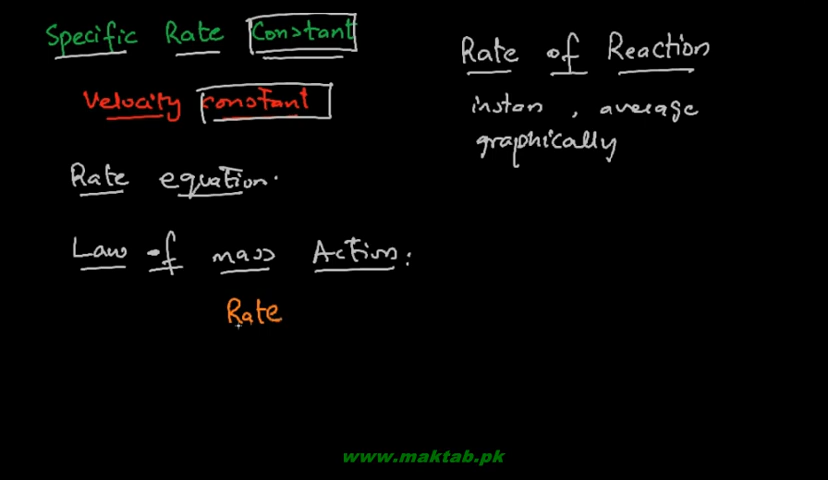 Specific Rate Constant
Velocity constant
Rate equation.
Law of mass Action:
Rate
Rate of Reaction
instan , average
graphically
www.maktab.pk